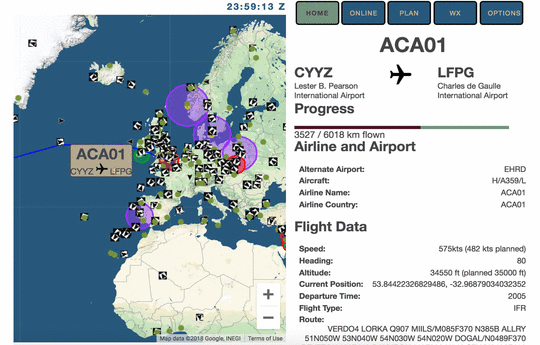 23:59:13 Z
HOME
ONLINE
PLAN
WX
OPTIONS
ACA01
CYYZ
LFPG
Lester B. Pearson
International Airport
Charles de Gaulle
International Airport
Progress
3527 / 6018 km flown
Airline and Airport
Alternate Airport: EHRD
Aircraft: H/A359/L
Airline Name: ACA01
Airline Country: ACA01
Flight Data
Speed: 575kts (482 kts planned)
Heading: 80
Altitude: 34550 ft (planned 35000 ft)
Current Position: 53.84422326829486, -32.96879034032352
Departure Time: 2005
Flight Type: IFR
Route:
VERDO4 LORKA Q907 MIILS/M085F370 N385B ALLRY
51N050W 53N040W 54N030W 54N020W DOGAL/N0489F370
ACA01
CYYZ LFPG
+
−
Map data ©2018 Google, INEGI
Terms of Use